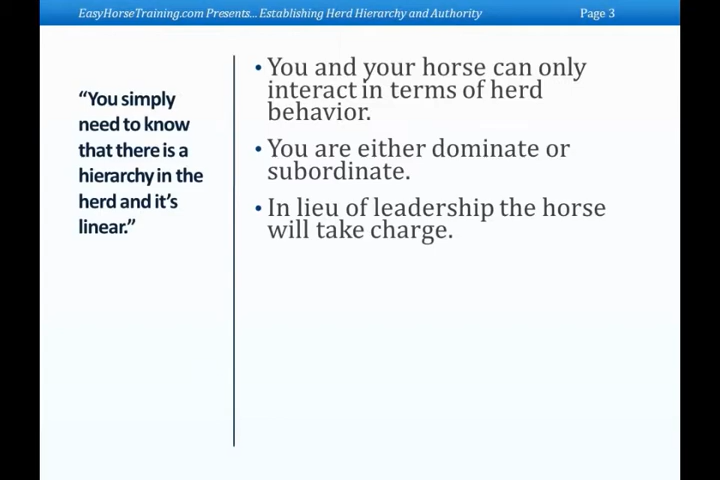 EasyHorseTraining.com Presents... Establishing Herd Hierarchy and Authority
Page 3
“You simply
need to know
that there is a
hierarchy in the
herd and it’s
linear.”
• You and your horse can only
interact in terms of herd
behavior.
• You are either dominate or
subordinate.
• In lieu of leadership the horse
will take charge.